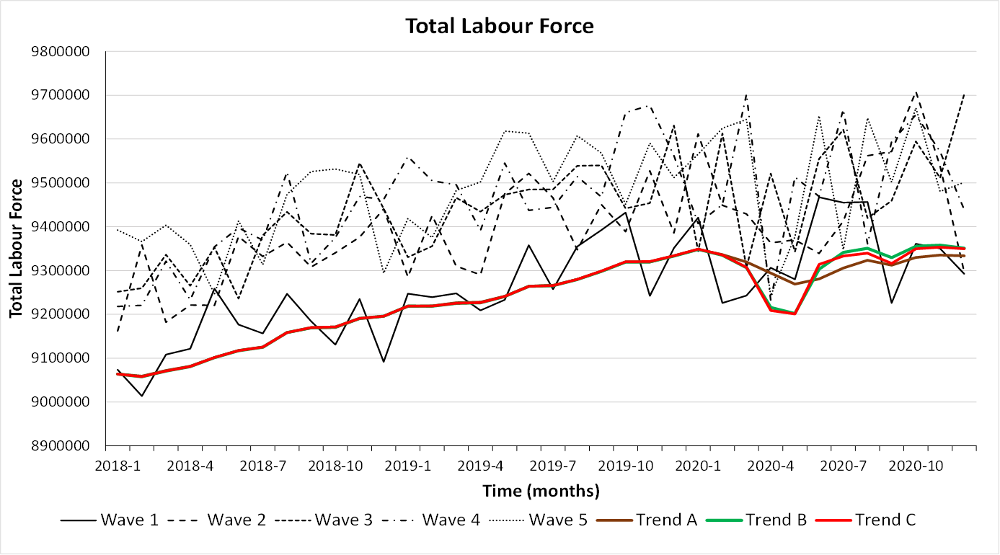 Total Labour Force
9800000
9700000
9600000
9500000
9400000
9300000
9200000
9100000
9000000
8900000
Total Labour Force
2018-1 2018-4 2018-7 2018-10 2019-1 2019-4 2019-7 2019-10 2020-1 2020-4 2020-7 2020-10
Time (months)
Wave 1 Wave 2 Wave 3 Wave 4 Wave 5 Trend A Trend B Trend C